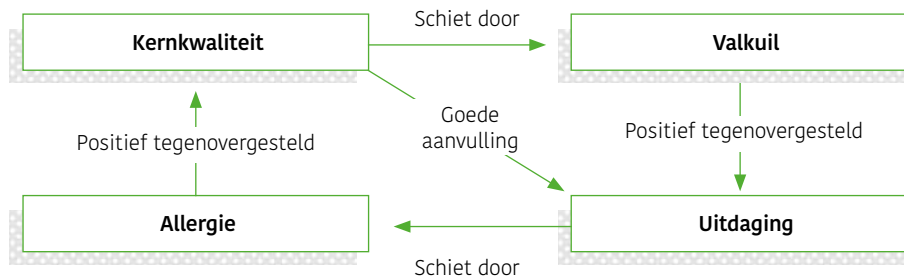 Schiet door
Kernkwaliteit
Valkuil
Goede
aanvulling
Positief tegenovergesteld
Positief tegenovergesteld
Allergie
Uitdaging
Schiet door